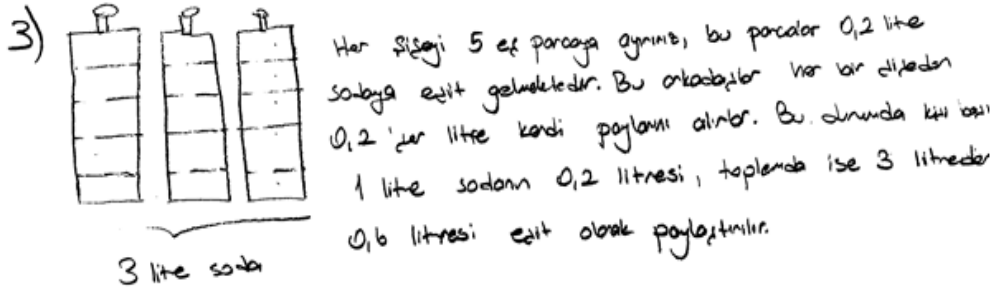 3)
Her şişeyi 5 eş parçaya ayırırız, bu parçalar 0,2 litre
sodaya eşit gelmektedir. Bu arkadaşlar her bir şişeden
0,2'şer litre kendi paylarını alırlar. Bu durumda kişi başı
1 litre sodanın 0,2 litresi, toplamda ise 3 litreden
0,6 litresi eşit olarak paylaştırılır.
3 litre soda